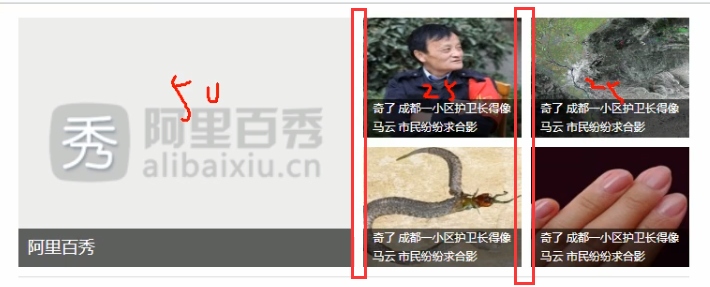 50
秀 阿里百秀
alibaixiu.cn
阿里百秀
25
奇了 成都一小区护卫长得像
马云 市民纷纷求合影
25
奇了 成都一小区护卫长得像
马云 市民纷纷求合影
奇了 成都一小区护卫长得像
马云 市民纷纷求合影
奇了 成都一小区护卫长得像
马云 市民纷纷求合影